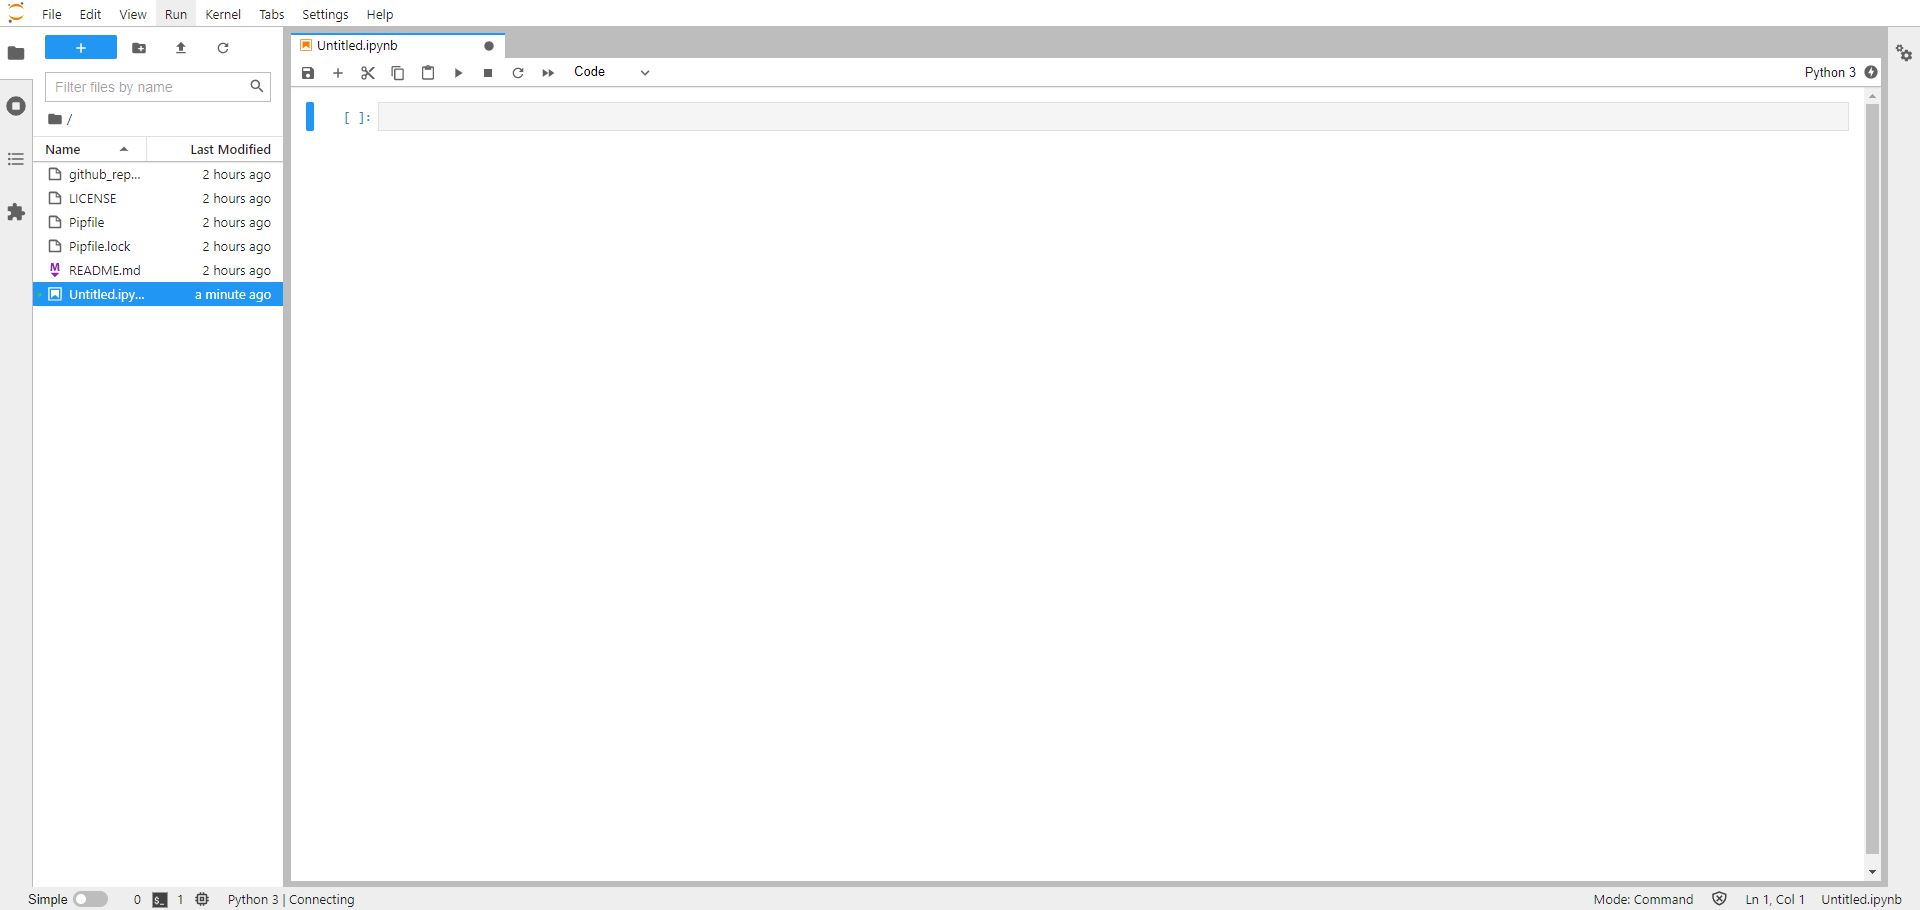 File Edit View Run Kernel Tabs Settings Help
+
Filter files by name
/
Name Last Modified
github_rep... 2 hours ago
LICENSE 2 hours ago
Pipfile 2 hours ago
Pipfile.lock 2 hours ago
README.md 2 hours ago
Untitled.ipy... a minute ago
Untitled.ipynb
Code
Python 3
[ ]:
Simple 0 $_ 1 Python 3 | Connecting
Mode: Command Ln 1, Col 1 Untitled.ipynb